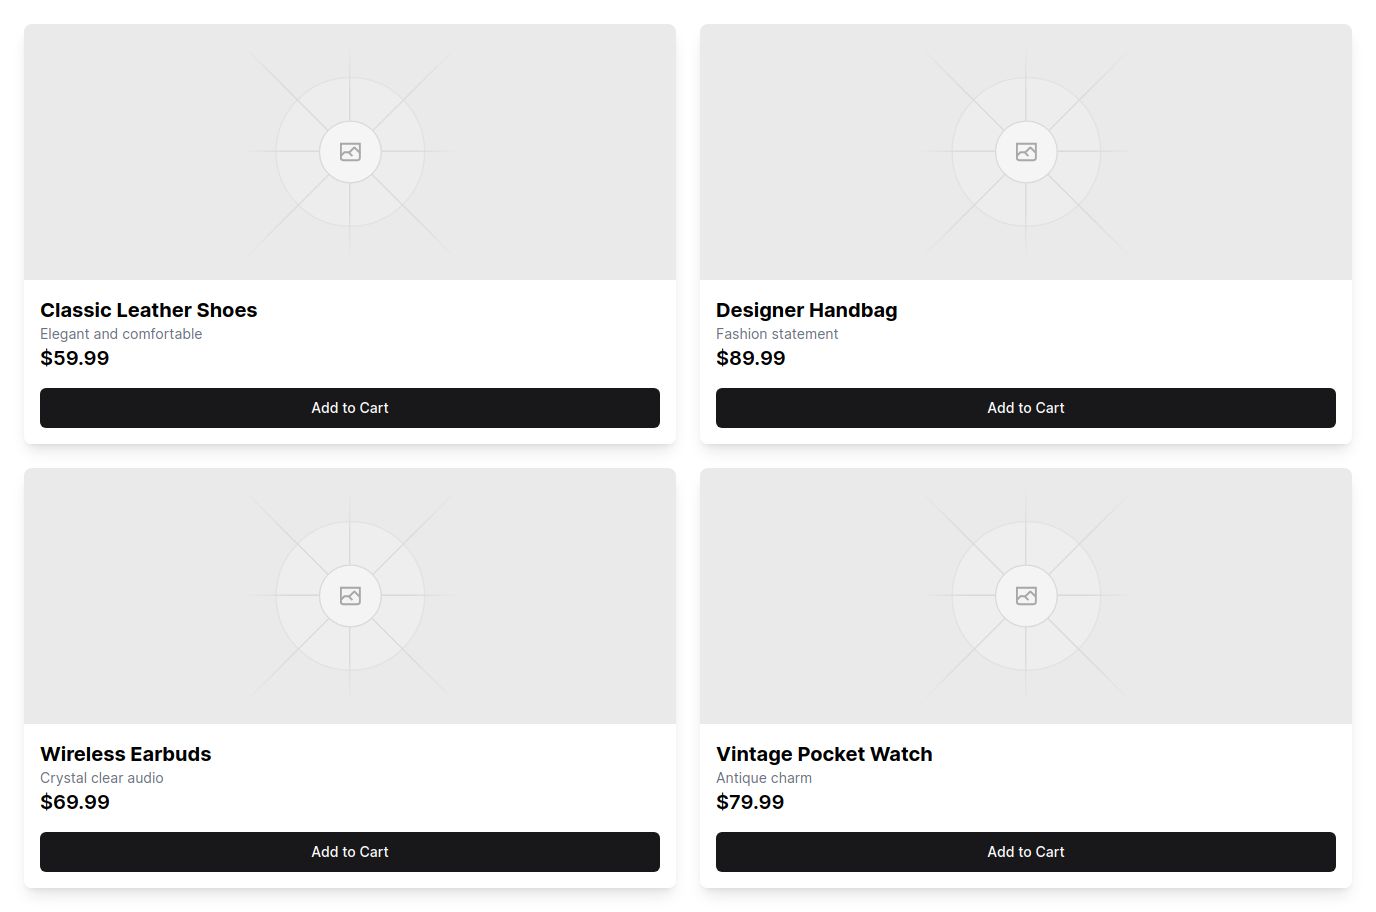 Classic Leather Shoes
Elegant and comfortable
$59.99
Add to Cart
Designer Handbag
Fashion statement
$89.99
Add to Cart
Wireless Earbuds
Crystal clear audio
$69.99
Add to Cart
Vintage Pocket Watch
Antique charm
$79.99
Add to Cart